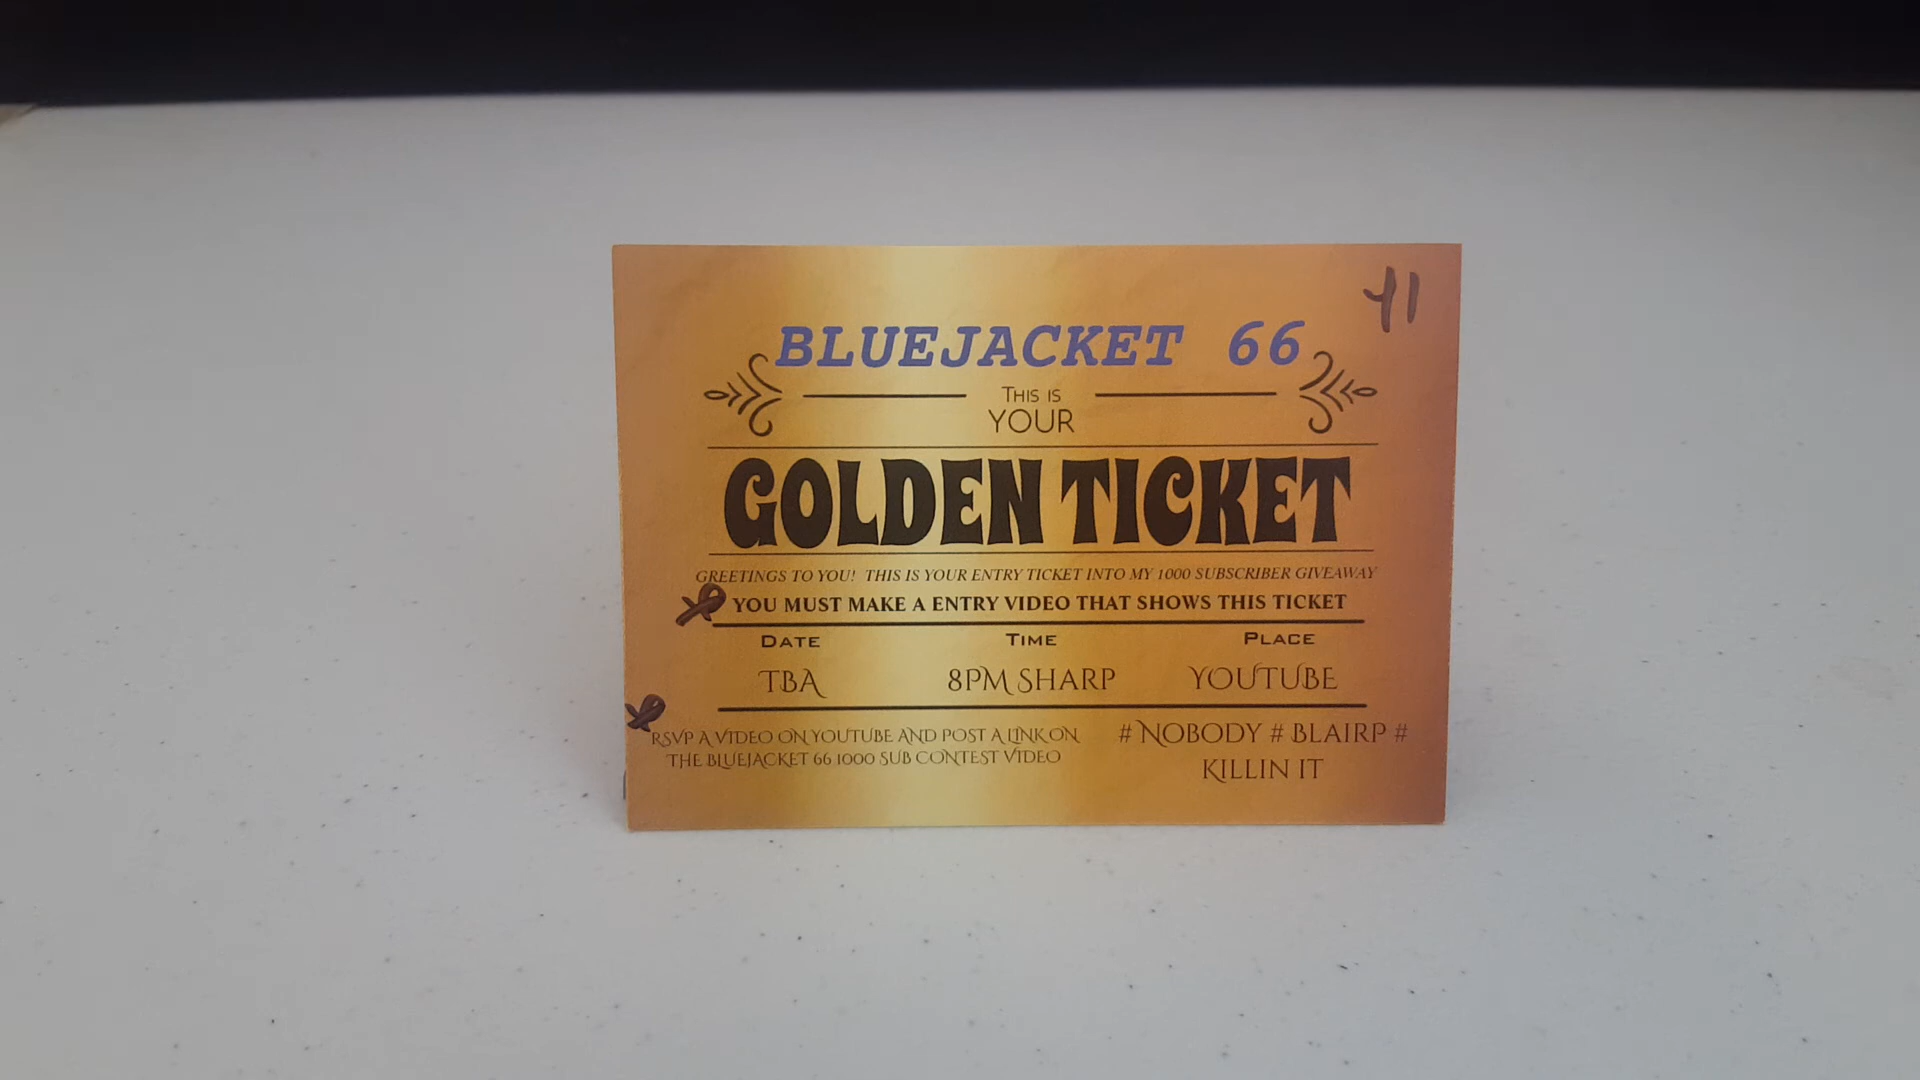 41
BLUEJACKET 66
THIS IS
YOUR
GOLDEN TICKET
GREETINGS TO YOU! THIS IS YOUR ENTRY TICKET INTO MY 1000 SUBSCRIBER GIVEAWAY
YOU MUST MAKE A ENTRY VIDEO THAT SHOWS THIS TICKET
DATE TIME PLACE
TBA 8PM SHARP YOUTUBE
RSVP A VIDEO ON YOUTUBE AND POST A LINK ON
THE BLUEJACKET 66 1000 SUB CONTEST VIDEO
# NOBODY # BLAIRP #
KILLIN IT